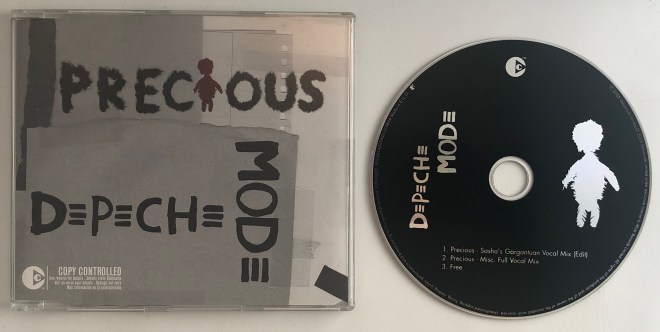 PRECIOUS
DEPECHE
MODE
COPY CONTROLLED
DEPECHE
MODE
1. Precious - Sasha's Gargantuan Vocal Mix (Edit)
2. Precious - Misc. Full Vocal Mix
3. Free